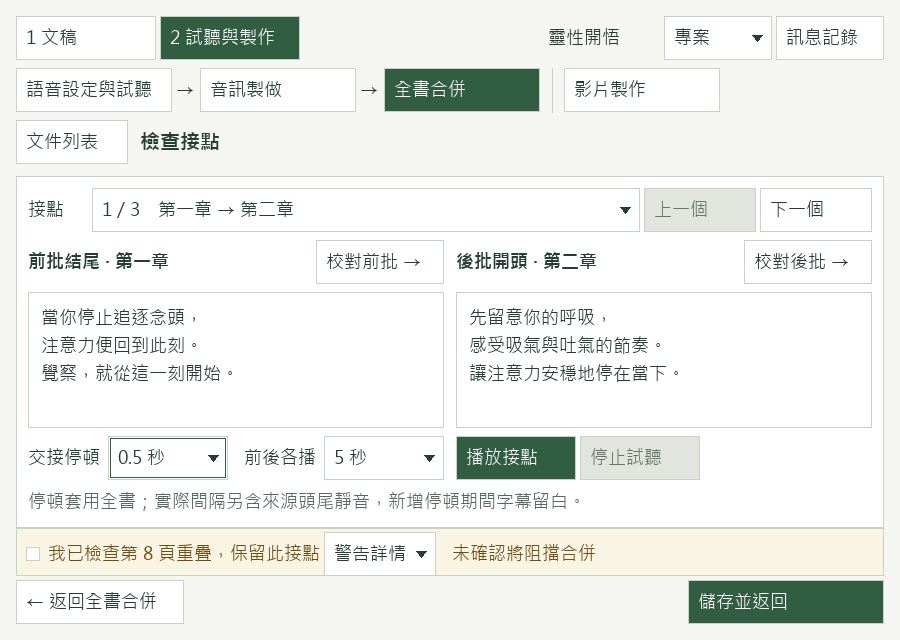 1 文稿
2 試聽與製作
靈性開悟
專案
訊息記錄
語音設定與試聽 → 音訊製做 → 全書合併
影片製作
文件列表
檢查接點
接點
1 / 3 第一章 → 第二章
上一個
下一個
前批結尾 · 第一章
校對前批 →
後批開頭 · 第二章
校對後批 →
當你停止追逐念頭，
注意力便回到此刻。
覺察，就從這一刻開始。
先留意你的呼吸，
感受吸氣與吐氣的節奏。
讓注意力安穩地停在當下。
交接停頓
0.5 秒
前後各播
5 秒
播放接點
停止試聽
停頓套用全書；實際間隔另含來源頭尾靜音，新增停頓期間字幕留白。
我已檢查第 8 頁重疊，保留此接點
警告詳情
未確認將阻擋合併
← 返回全書合併
儲存並返回